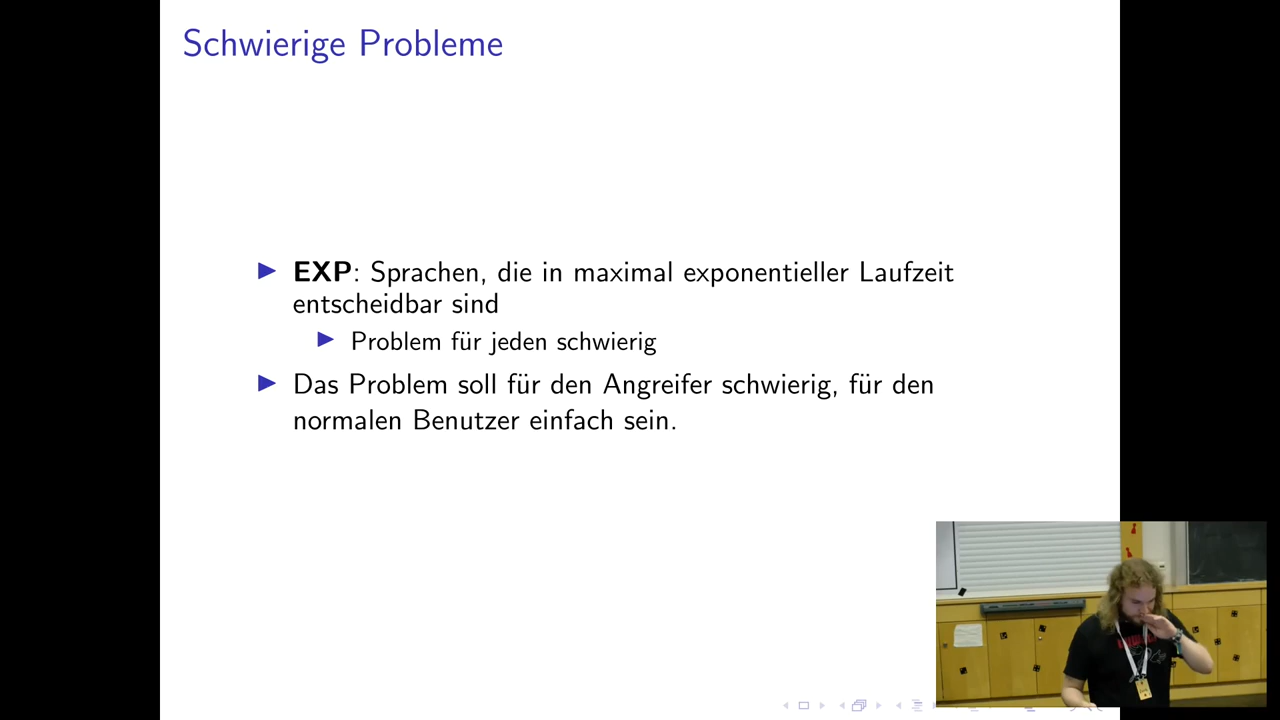 Schwierige Probleme
EXP: Sprachen, die in maximal exponentieller Laufzeit
entscheidbar sind
Problem für jeden schwierig
Das Problem soll für den Angreifer schwierig, für den
normalen Benutzer einfach sein.